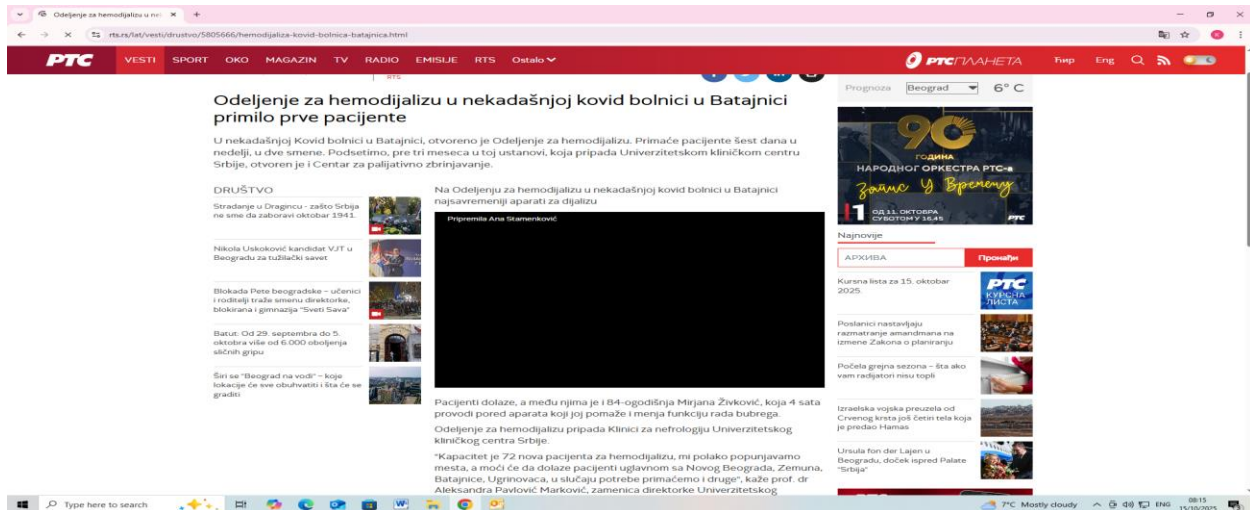 Odeljenje za hemodijalizu u ne
rts.rs/lat/vesti/drustvo/5805666/hemodijaliza-kovid-bolnica-batajnica.html
РТС VESTI SPORT OKO MAGAZIN TV RADIO EMISIJE RTS Ostalo РТС ПЛАНЕТА Ћир Eng
RTS
Odeljenje za hemodijalizu u nekadašnjoj kovid bolnici u Batajnici
primilo prve pacijente
U nekadašnjoj Kovid bolnici u Batajnici, otvoreno je Odeljenje za hemodijalizu. Primaće pacijente šest dana u
nedelji, u dve smene. Podsetimo, pre tri meseca u toj ustanovi, koja pripada Univerzitetskom kliničkom centru
Srbije, otvoren je i Centar za palijativno zbrinjavanje.
DRUŠTVO
Stradanje u Dragincu - zašto Srbija
ne sme da zaboravi oktobar 1941.
Nikola Uskoković kandidat VJT u
Beogradu za tužilački savet
Blokada Pete beogradske – učenici
i roditelji traže smenu direktorke,
blokirana i gimnazija "Sveti Sava"
Batut: Od 29. septembra do 5.
oktobra više od 6.000 oboljenja
sličnih gripu
Širi se "Beograd na vodi" – koje
lokacije će sve obuhvatiti i šta će se
graditi
Na Odeljenju za hemodijalizu u nekadašnjoj kovid bolnici u Batajnici
najsavremeniji aparati za dijalizu
Pripremila Ana Stamenković
Pacijenti dolaze, a među njima je i 84-ogodišnja Mirjana Živković, koja 4 sata
provodi pored aparata koji joj pomaže i menja funkciju rada bubrega.
Odeljenje za hemodijalizu pripada Klinici za nefrologiju Univerzitetskog
kliničkog centra Srbije.
"Kapacitet je 72 nova pacijenta za hemodijalizu, mi polako popunjavamo
mesta, a moći će da dolaze pacijenti uglavnom sa Novog Beograda, Zemuna,
Batajnice, Ugrinovaca, u slučaju potrebe primaćemo i druge", kaže prof. dr
Aleksandra Pavlović Marković, zamenica direktorke Univerzitetskog
Prognoza Beograd 6° C
90
ГОДИНА
НАРОДНОГ ОРКЕСТРА РТС-а
Запис У Времену
1 ОД 11. ОКТОБРА
СУБОТОМ У 16.45
РТС
Najnovije
АРХИВА Пронађи
Kursna lista za 15. oktobar
2025.
РТС
КУРСНА
ЛИСТА
Poslanici nastavljaju
razmatranje amandmana na
izmene Zakona o planiranju
Počela grejna sezona – šta ako
vam radijatori nisu topli
Izraelska vojska preuzela od
Crvenog krsta još četiri tela koja
je predao Hamas
Ursula fon der Lajen u
Beogradu, doček ispred Palate
"Srbija"
Type here to search
7°C Mostly cloudy ENG 08:15
15/10/2025